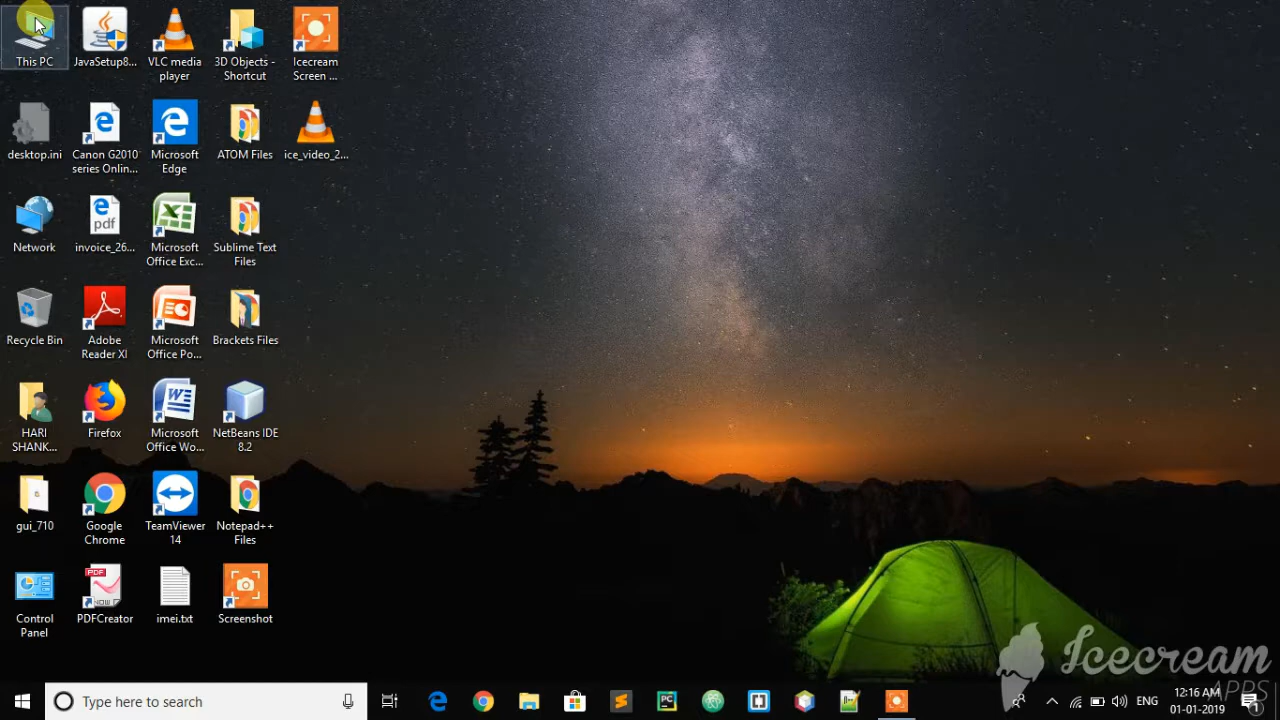 This PC
JavaSetup8...
VLC media
player
3D Objects -
Shortcut
Icecream
Screen ...
desktop.ini
Canon G2010
series Onlin...
Microsoft
Edge
ATOM Files
ice_video_2...
Network
pdf
invoice_26...
Microsoft
Office Exc...
Sublime Text
Files
Recycle Bin
Adobe
Reader XI
Microsoft
Office Po...
Brackets Files
HARI
SHANK...
Firefox
Microsoft
Office Wo...
NetBeans IDE
8.2
gui_710
Google
Chrome
TeamViewer
14
Notepad++
Files
Control
Panel
PDF
PDFCreator
imei.txt
Screenshot
Icecream
APPS
Type here to search
PC
ENG
12:16 AM
01-01-2019
1